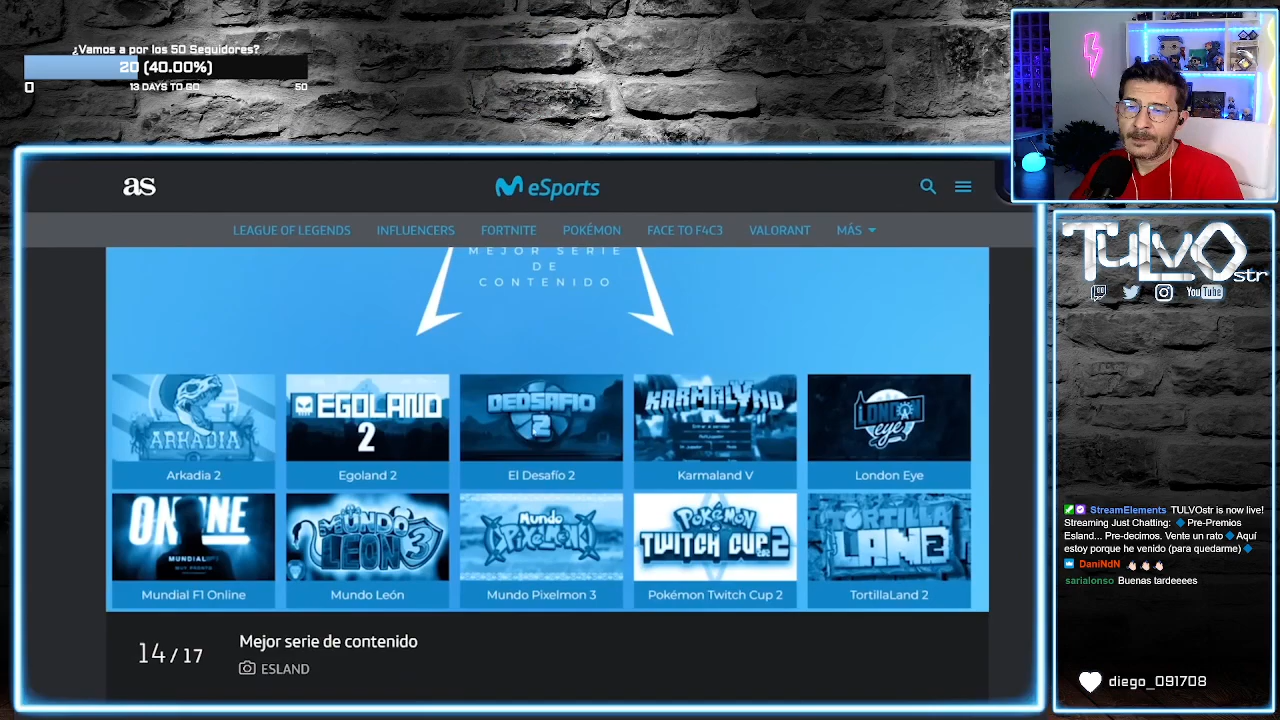 ¿Vamos a por los 50 Seguidores?
20 (40.00%)
0 13 DAYS TO GO 50
as
eSports
LEAGUE OF LEGENDS INFLUENCERS FORTNITE POKÉMON FACE TO F4C3 VALORANT MÁS
MEJOR SERIE
DE
CONTENIDO
ARKADIA
EGOLAND
2
DEDSAFIO
2
KARMALAND
LONDON
eye
Arkadia 2
Egoland 2
El Desafío 2
Karmaland V
London Eye
ONLINE
MUNDIAL
MUY PRONTO
MUNDO
LEON 3
Mundo
Pixelmon
POKÉMON
TWITCH CUP 2
TORTILLA
LAND 2
Mundial F1 Online
Mundo León
Mundo Pixelmon 3
Pokémon Twitch Cup 2
TortillaLand 2
14 / 17
Mejor serie de contenido
ESLAND
TULVO
str
YouTube
StreamElements TULVOstr is now live!
Streaming Just Chatting: Pre-Premios
Esland... Pre-decimos. Vente un rato Aquí
estoy porque he venido (para quedarme)
DaniNdN
sarialonso Buenas tardeeees
diego_091708